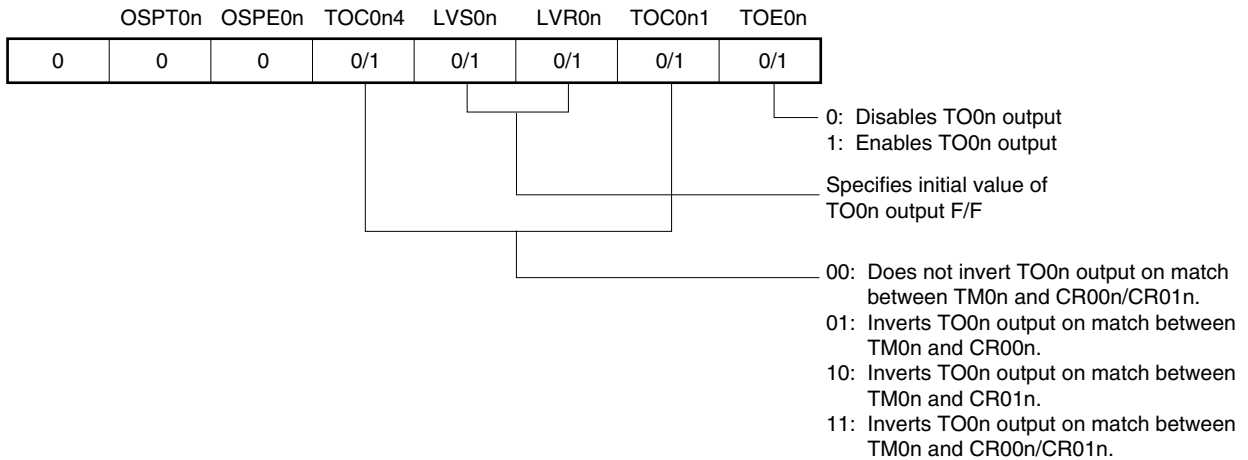 OSPT0n OSPE0n TOC0n4 LVS0n LVR0n TOC0n1 TOE0n
0 0 0 0/1 0/1 0/1 0/1 0/1
0: Disables TO0n output
1: Enables TO0n output
Specifies initial value of
TO0n output F/F
00: Does not invert TO0n output on match
between TM0n and CR00n/CR01n.
01: Inverts TO0n output on match between
TM0n and CR00n.
10: Inverts TO0n output on match between
TM0n and CR01n.
11: Inverts TO0n output on match between
TM0n and CR00n/CR01n.